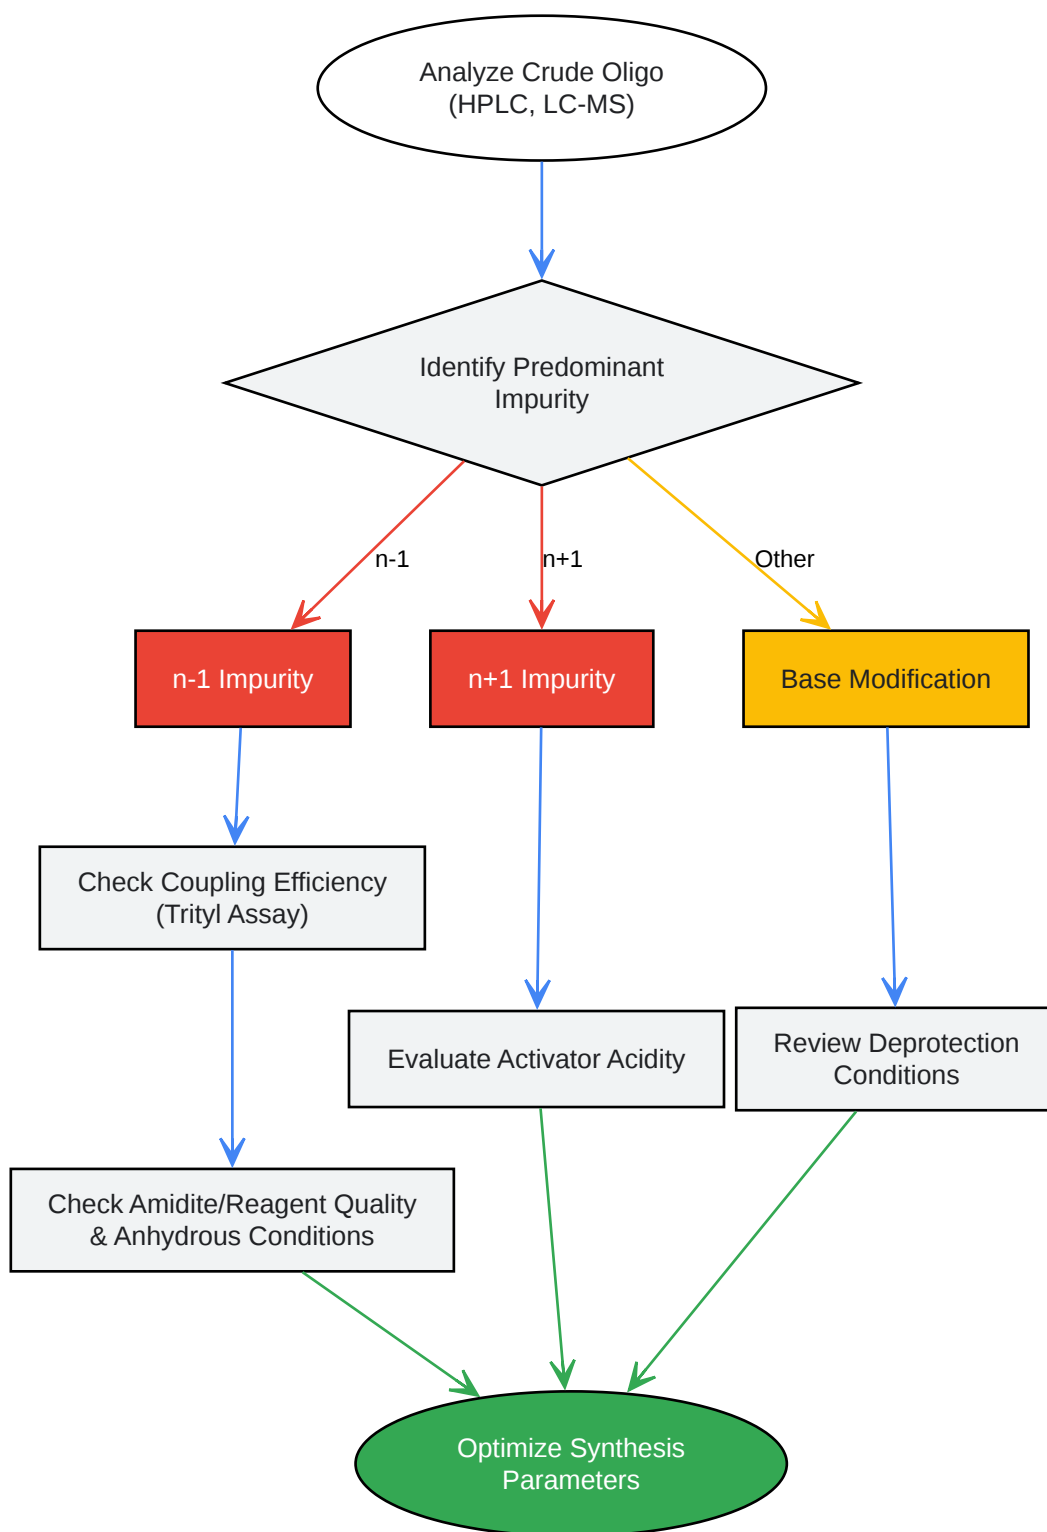 Analyze Crude Oligo
(HPLC, LC-MS)
Identify Predominant
Impurity
n-1
n+1
Other
n-1 Impurity
n+1 Impurity
Base Modification
Check Coupling Efficiency
(Trityl Assay)
Evaluate Activator Acidity
Review Deprotection
Conditions
Check Amidite/Reagent Quality
& Anhydrous Conditions
Optimize Synthesis
Parameters